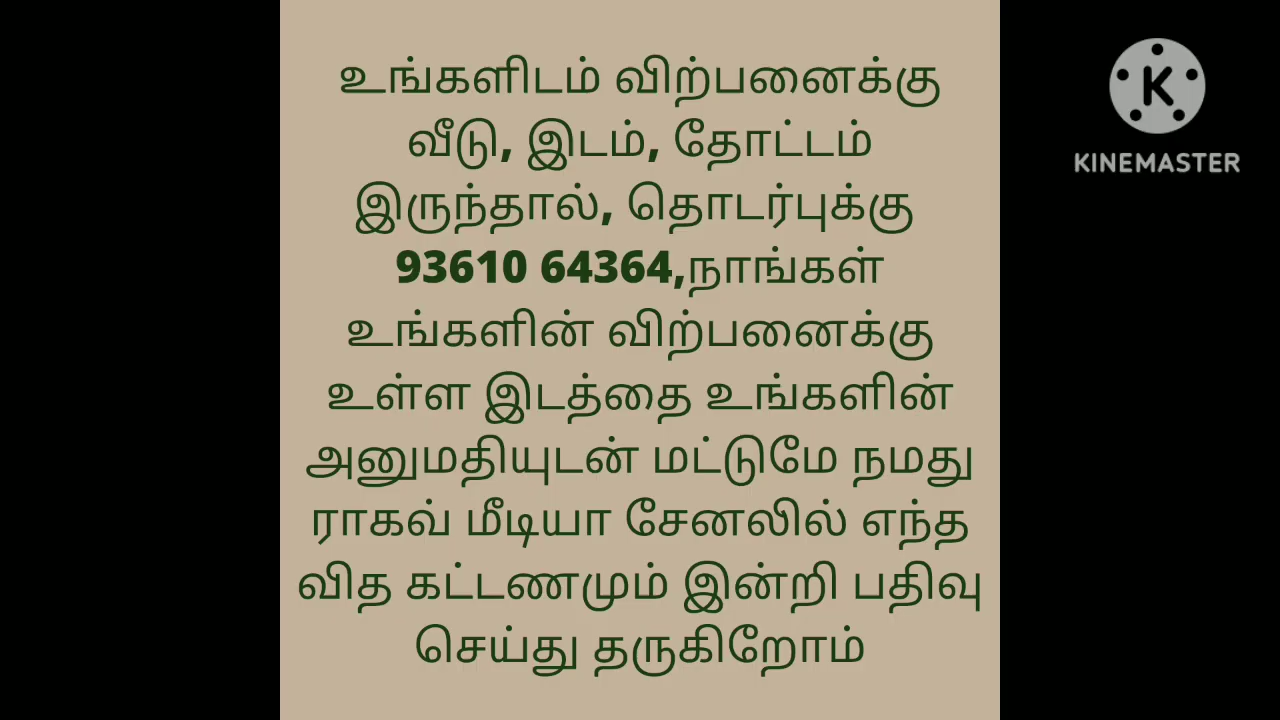 உங்களிடம் விற்பனைக்கு
வீடு, இடம், தோட்டம்
இருந்தால், தொடர்புக்கு
93610 64364,நாங்கள்
உங்களின் விற்பனைக்கு
உள்ள இடத்தை உங்களின்
அனுமதியுடன் மட்டுமே நமது
ராகவ் மீடியா சேனலில் எந்த
வித கட்டணமும் இன்றி பதிவு
செய்து தருகிறோம்
K
KINEMASTER